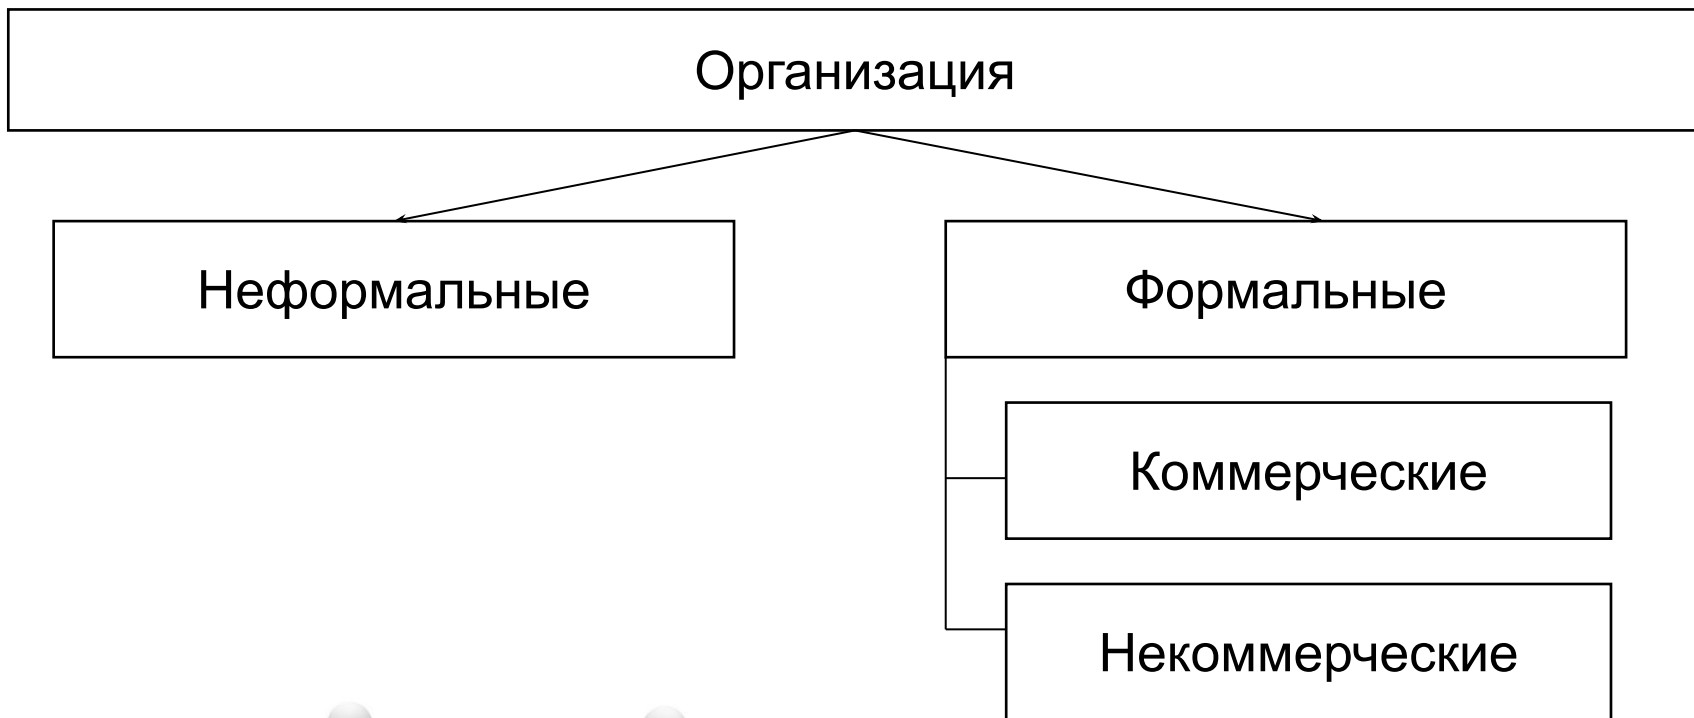 Организация
Неформальные
Формальные
Коммерческие
Некоммерческие